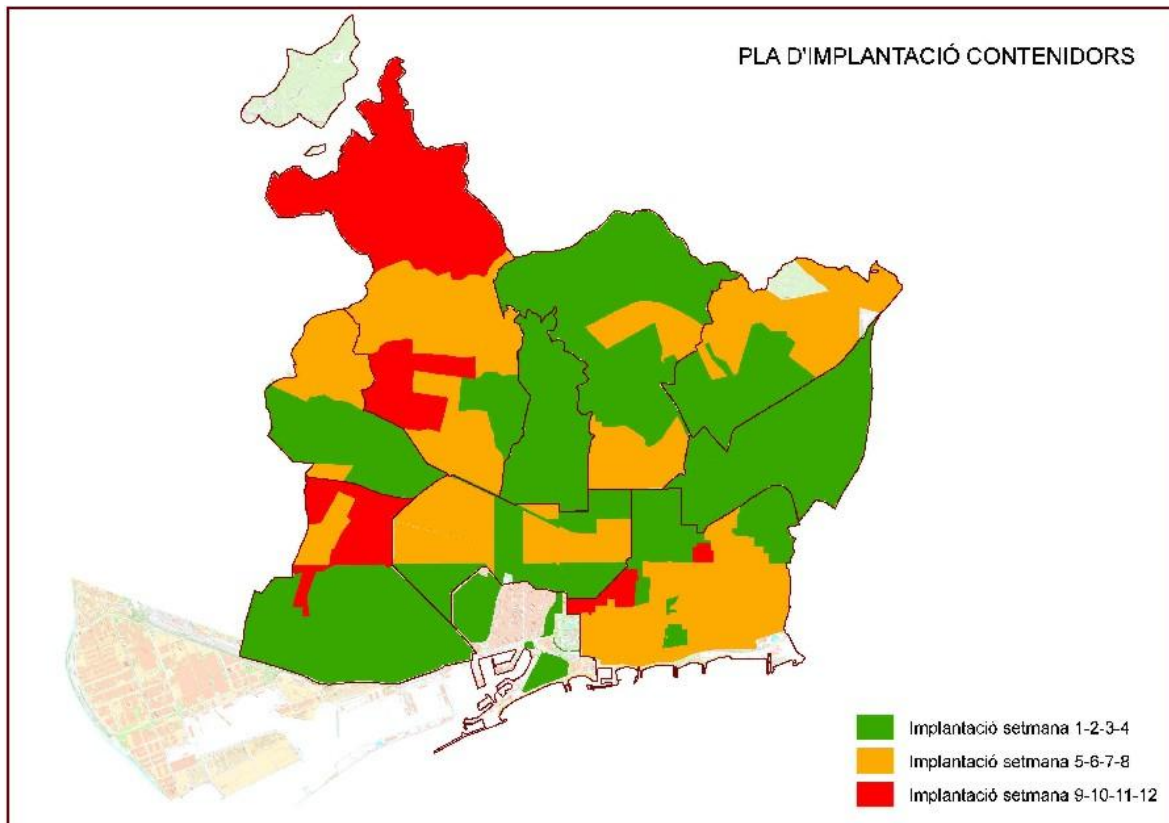 PLA D'IMPLANTACIÓ CONTENIDORS
Implantació setmana 1-2-3-4
Implantació setmana 5-6-7-8
Implantació setmana 9-10-11-12